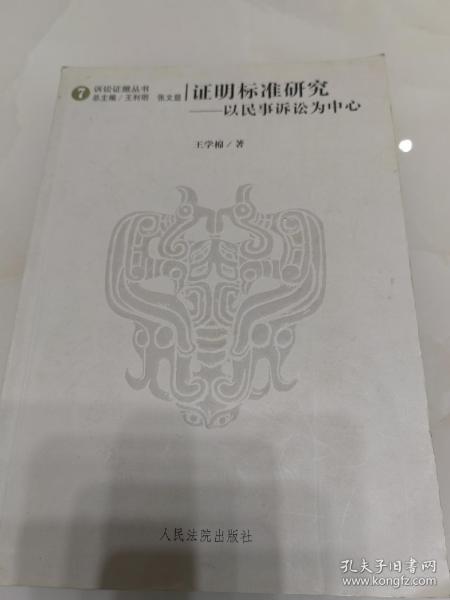 7
诉讼证据丛书
总主编/王利明 张文显
证明标准研究
——以民事诉讼为中心
王学棉/著
人民法院出版社
孔夫子旧书网
www.kongfz.com